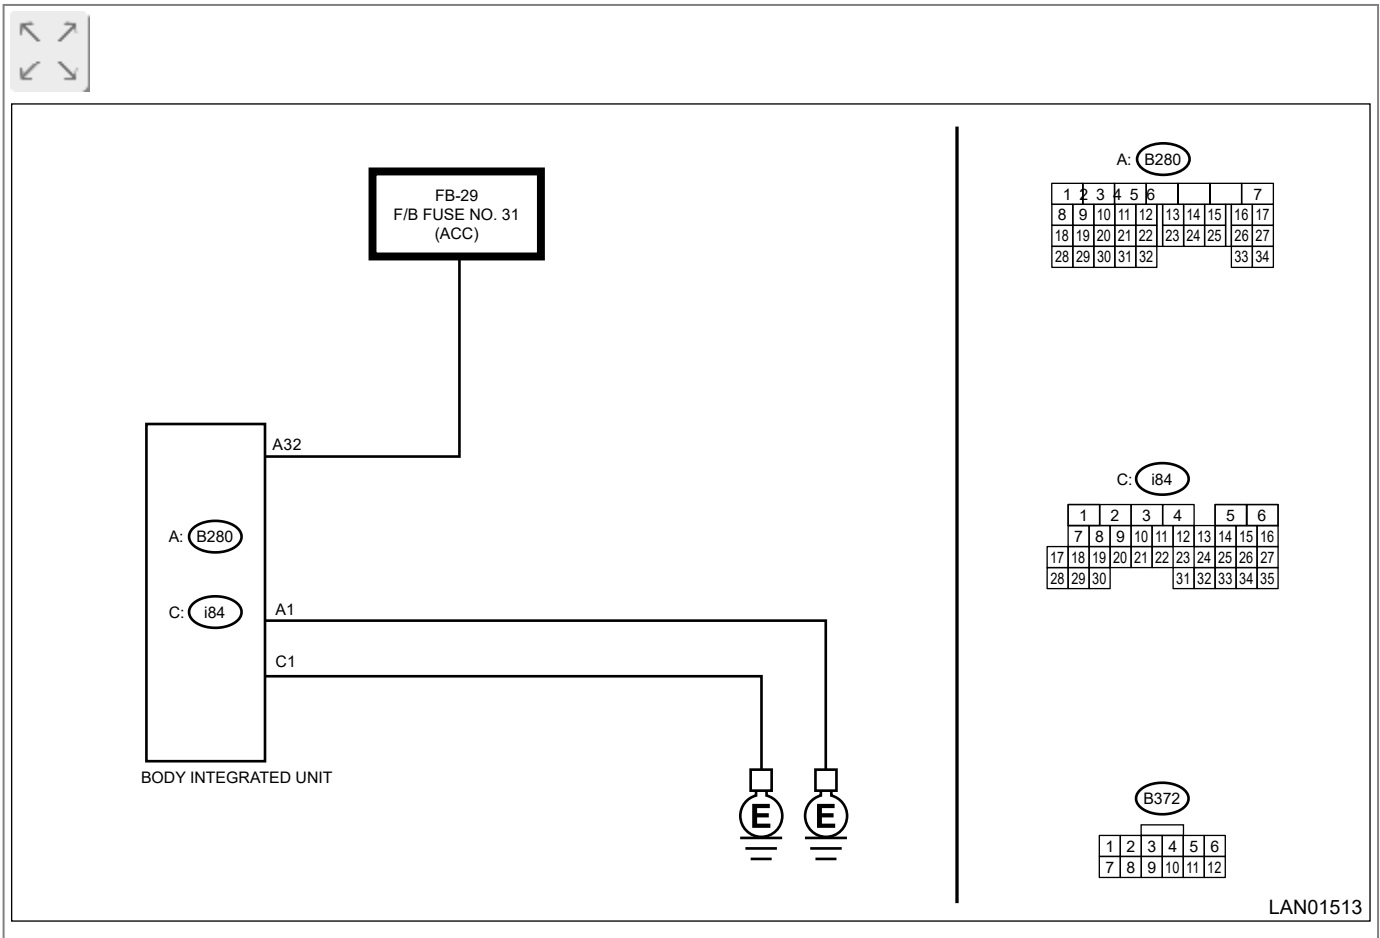 FB-29
F/B FUSE NO. 31
(ACC)
A32
A: B280
C: i84
A1
C1
BODY INTEGRATED UNIT
E E
A: B280
1 2 3 4 5 6 7
8 9 10 11 12 13 14 15 16 17
18 19 20 21 22 23 24 25 26 27
28 29 30 31 32 33 34
C: i84
1 2 3 4 5 6
7 8 9 10 11 12 13 14 15 16
17 18 19 20 21 22 23 24 25 26 27
28 29 30 31 32 33 34 35
B372
1 2 3 4 5 6
7 8 9 10 11 12
LAN01513